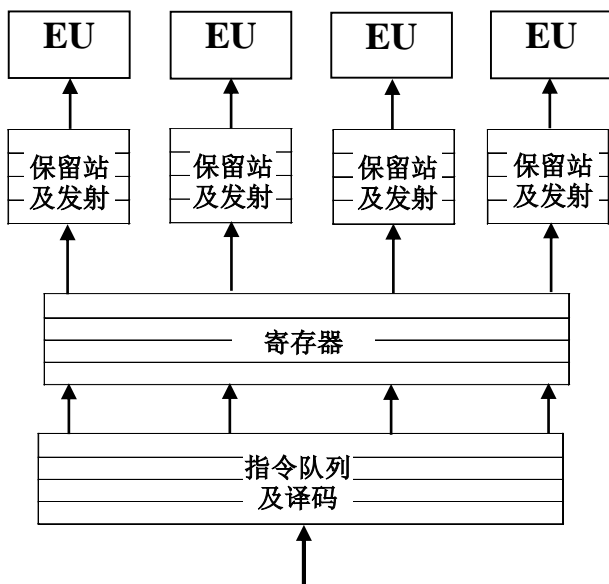 EU EU EU EU
保留站 保留站 保留站 保留站
及发射 及发射 及发射 及发射
寄存器
指令队列
及译码